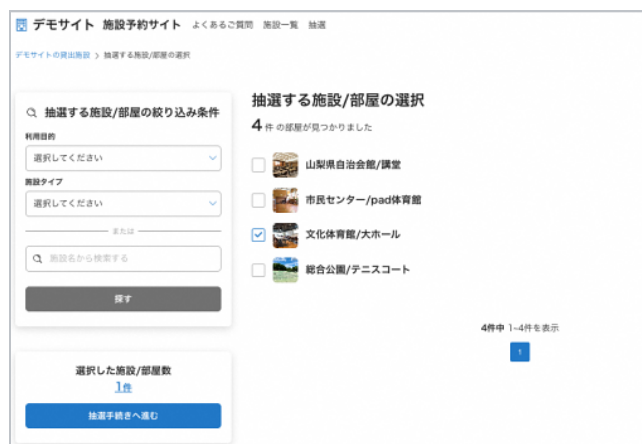 デモサイト 施設予約サイト よくあるご質問 施設一覧 抽選
デモサイトの貸出施設 > 抽選する施設/部屋の選択
抽選する施設/部屋の絞り込み条件
利用目的
選択してください
施設タイプ
選択してください
または
施設名から検索する
探す
選択した施設/部屋数
1件
抽選手続きへ進む
抽選する施設/部屋の選択
4 件 の部屋が見つかりました
山梨県自治会館/講堂
市民センター/pad体育館
文化体育館/大ホール
総合公園/テニスコート
4件中 1~4件を表示
1